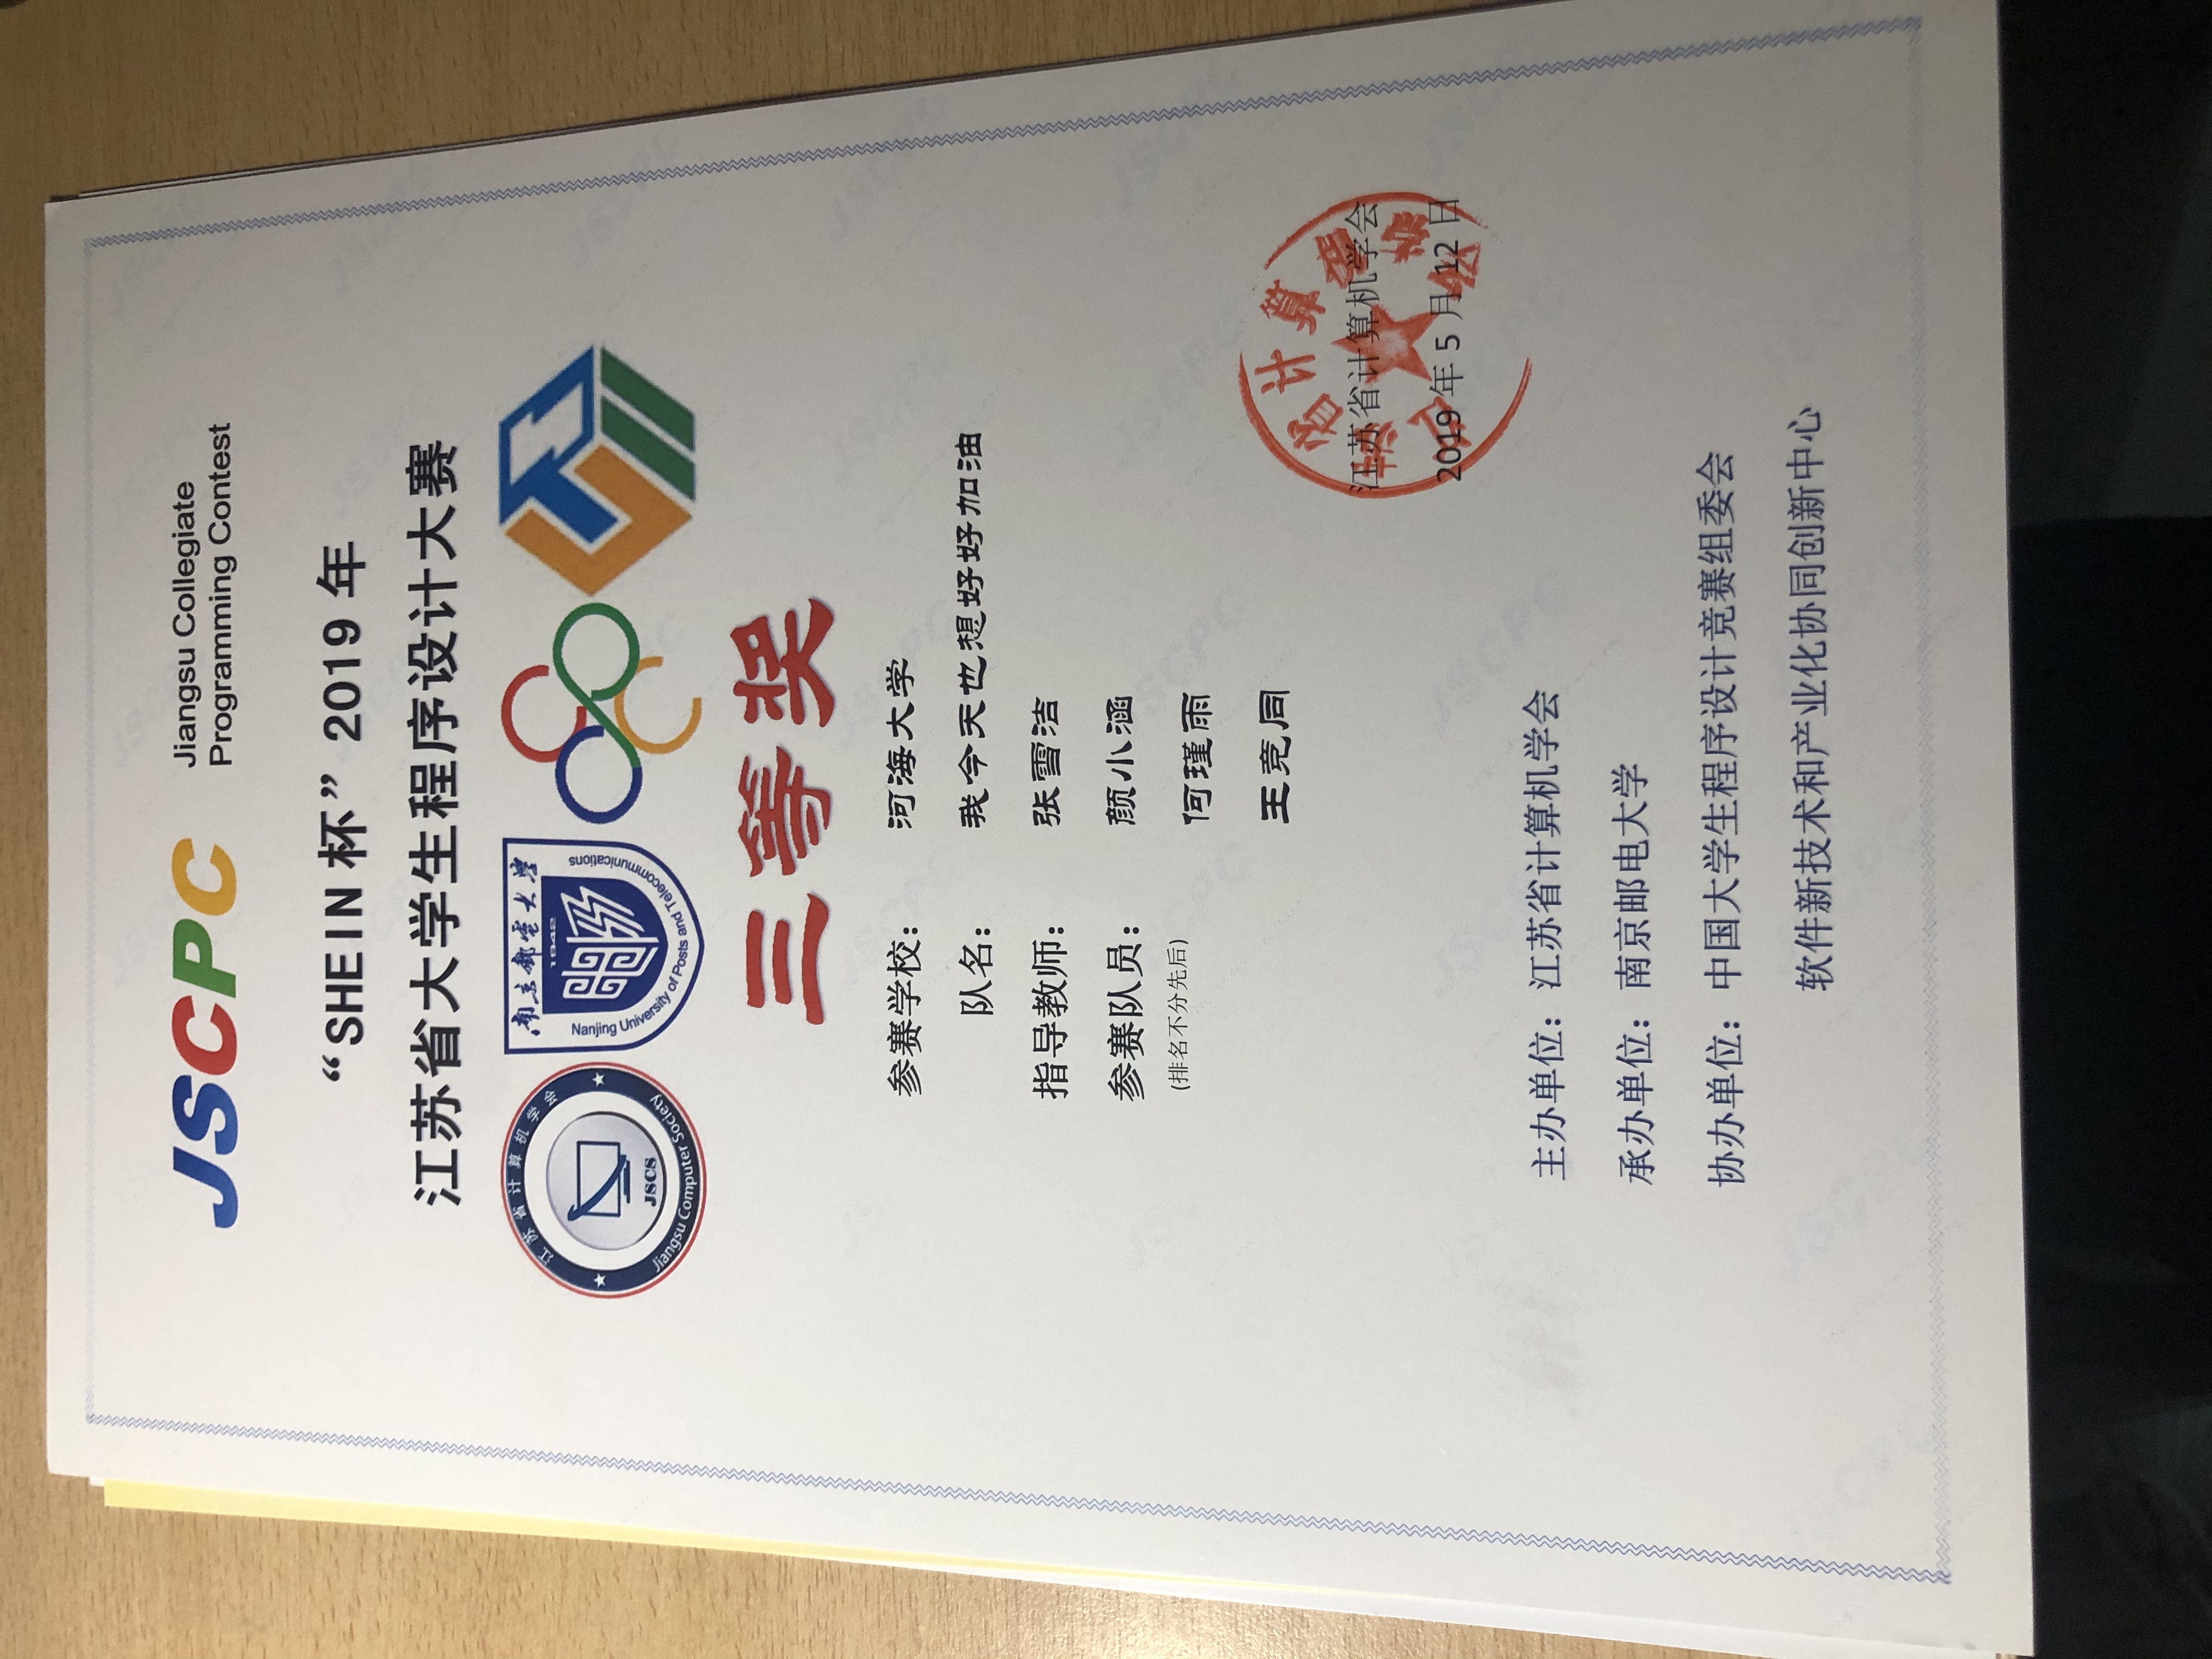 JSCPC
Jiangsu Collegiate
Programming Contest
“SHEIN 杯”2019 年
江苏省大学生程序设计大赛
江苏省计算机学会
JSCS
Jiangsu Computer Society
南京郵電大學
1942
Nanjing University of Posts and Telecommunications
三等奖
参赛学校: 河海大学
队名: 我今天也想好好加油
指导教师: 张雪洁
参赛队员: 颜小涵
(排名不分先后)
何瑾雨
王竞同
江苏省计算机学会
江苏省计算机学会
2019 年 5 月 12 日
主办单位: 江苏省计算机学会
承办单位: 南京邮电大学
协办单位: 中国大学生程序设计竞赛组委会
软件新技术和产业化协同创新中心